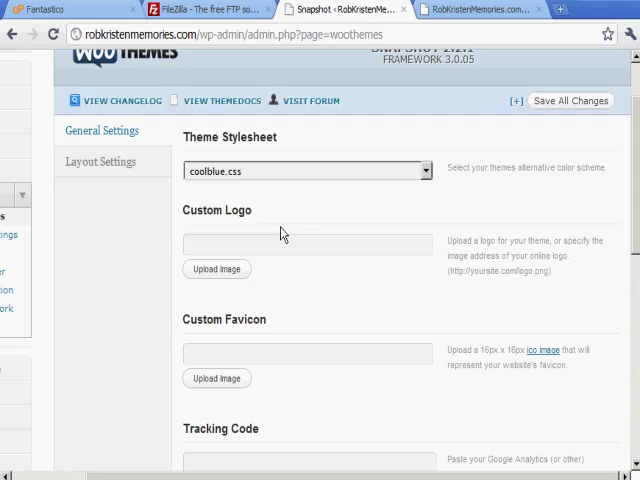 Fantastico
FileZilla - The free FTP so...
Snapshot ‹ RobKristenMe...
RobKristenMemories.com...
robkristenmemories.com/wp-admin/admin.php?page=woothemes
WOO THEMES
SNAPSHOT 2.2.1
FRAMEWORK 3.0.05
VIEW CHANGELOG
VIEW THEMEDOCS
VISIT FORUM
[+]
Save All Changes
General Settings
Layout Settings
Theme Stylesheet
coolblue.css
Select your themes alternative color scheme.
Custom Logo
Upload a logo for your theme, or specify the
image address of your online logo.
(http://yoursite.com/logo.png)
Upload Image
Custom Favicon
Upload a 16px x 16px ico image that will
represent your website's favicon.
Upload Image
Tracking Code
Paste your Google Analytics (or other)